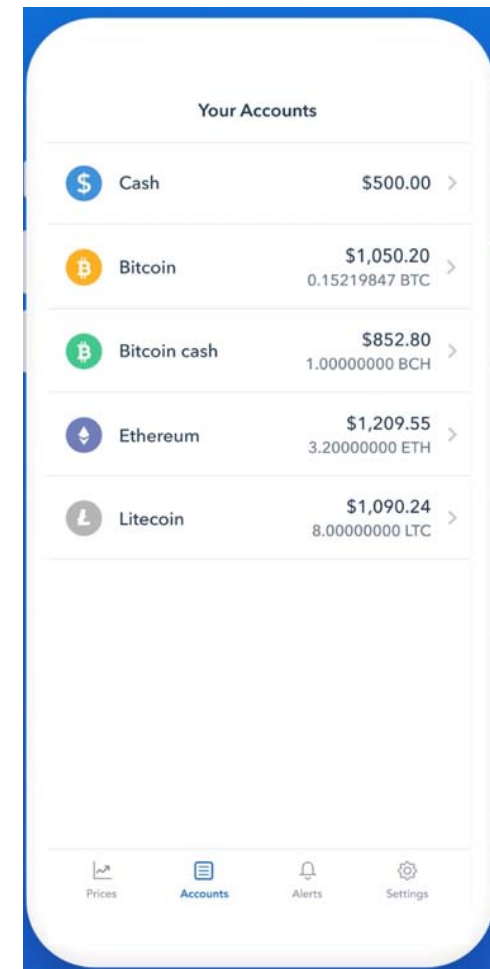 Your Accounts
$ Cash $500.00
Bitcoin $1,050.20
0.15219847 BTC
Bitcoin cash $852.80
1.00000000 BCH
Ethereum $1,209.55
3.20000000 ETH
Litecoin $1,090.24
8.00000000 LTC
Prices Accounts Alerts Settings